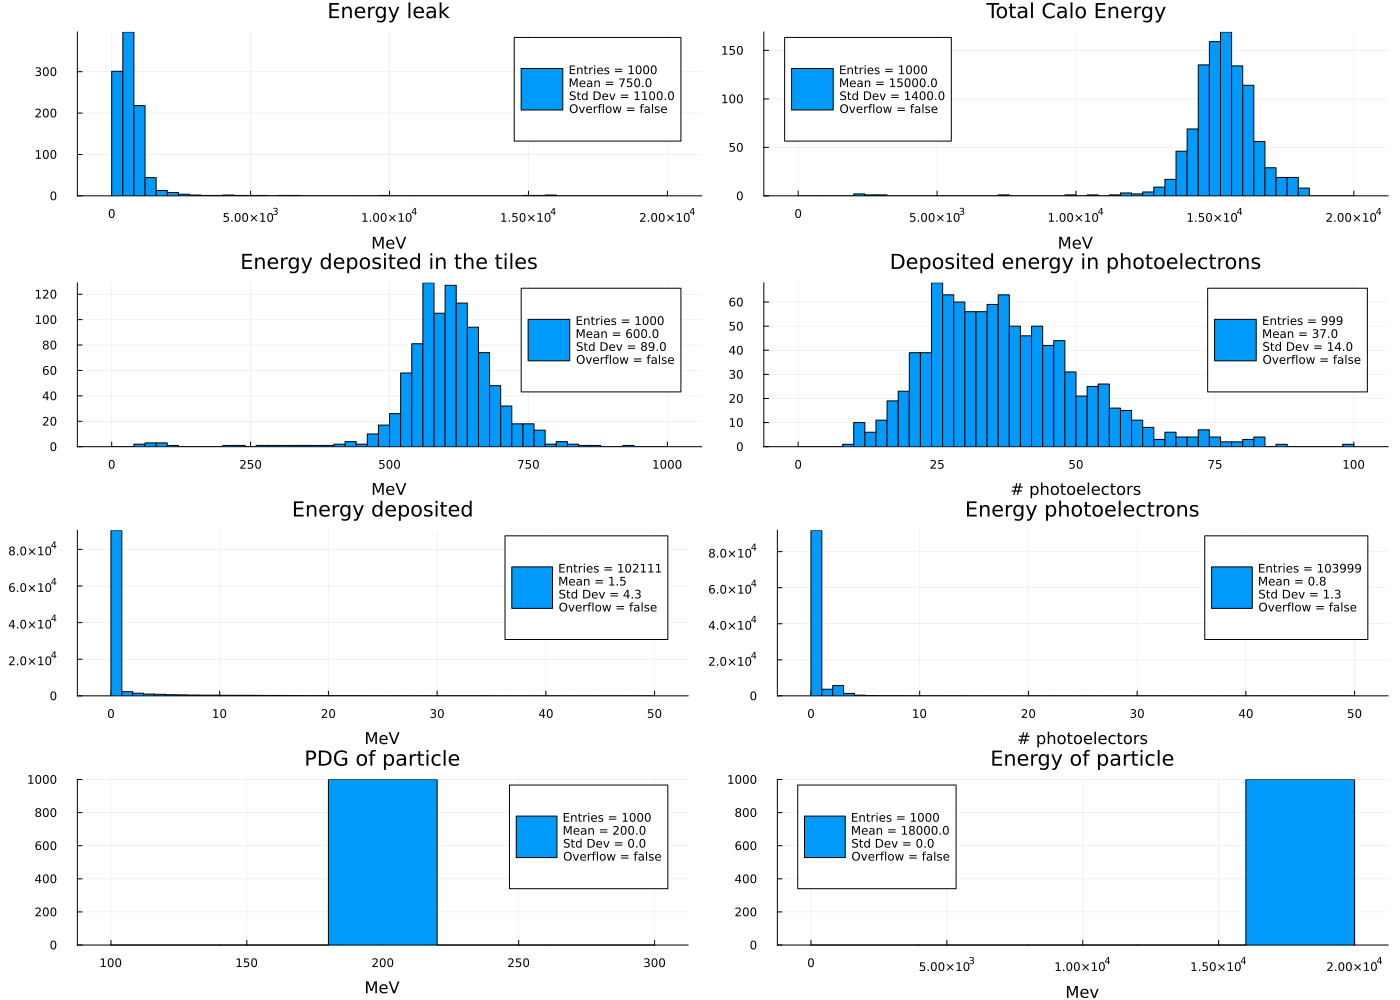 Energy leak
Entries = 1000
Mean = 750.0
Std Dev = 1100.0
Overflow = false
300
200
100
0
0
5.00×10³
1.00×10⁴
1.50×10⁴
2.00×10⁴
MeV
Total Calo Energy
Entries = 1000
Mean = 15000.0
Std Dev = 1400.0
Overflow = false
150
100
50
0
0
5.00×10³
1.00×10⁴
1.50×10⁴
2.00×10⁴
MeV
Energy deposited in the tiles
Entries = 1000
Mean = 600.0
Std Dev = 89.0
Overflow = false
120
100
80
60
40
20
0
0
250
500
750
1000
MeV
Deposited energy in photoelectrons
Entries = 999
Mean = 37.0
Std Dev = 14.0
Overflow = false
60
50
40
30
20
10
0
0
25
50
75
100
# photoelectors
Energy deposited
Entries = 102111
Mean = 1.5
Std Dev = 4.3
Overflow = false
8.0×10⁴
6.0×10⁴
4.0×10⁴
2.0×10⁴
0
0
10
20
30
40
50
MeV
Energy photoelectrons
Entries = 103999
Mean = 0.8
Std Dev = 1.3
Overflow = false
8.0×10⁴
6.0×10⁴
4.0×10⁴
2.0×10⁴
0
0
10
20
30
40
50
# photoelectors
PDG of particle
Entries = 1000
Mean = 200.0
Std Dev = 0.0
Overflow = false
1000
800
600
400
200
0
100
150
200
250
300
MeV
Energy of particle
Entries = 1000
Mean = 18000.0
Std Dev = 0.0
Overflow = false
1000
800
600
400
200
0
0
5.00×10³
1.00×10⁴
1.50×10⁴
2.00×10⁴
Mev